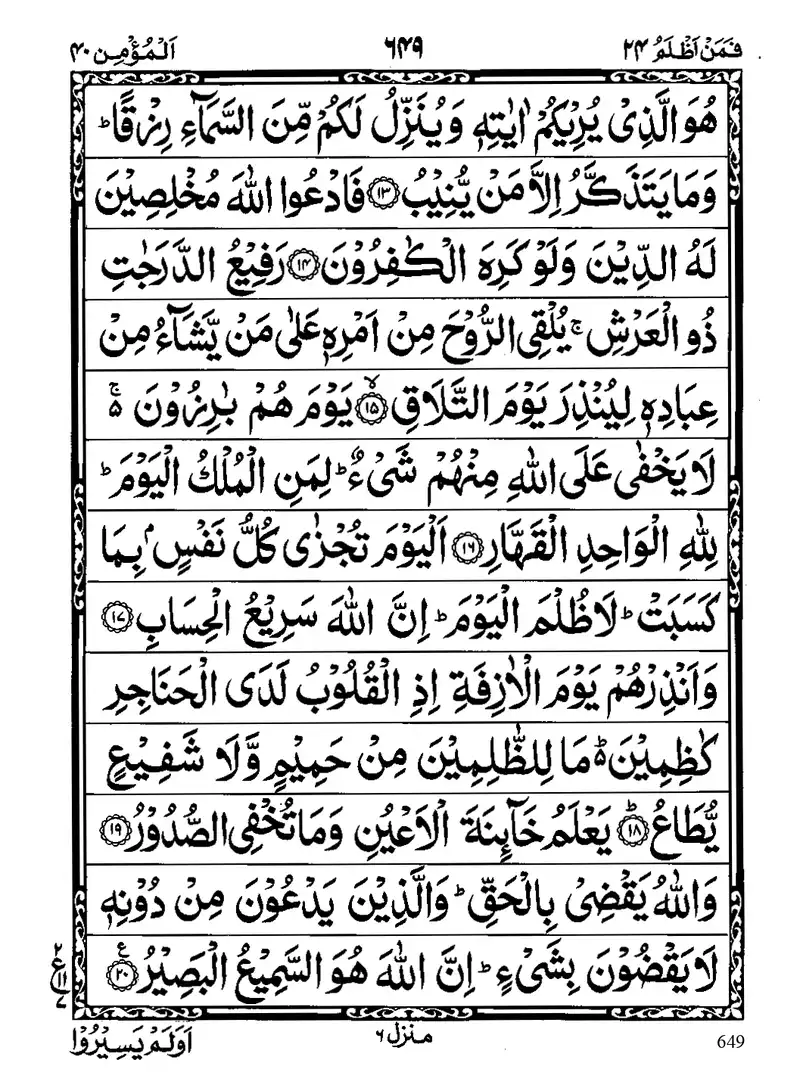 فَمَنْ اَظْلَمُ ۲۴ ۶۴۹ اَلْمُؤْمِن ۴۰
هُوَ الَّذِیْ یُرِیْكُمْ اٰیٰتِهٖ وَ یُنَزِّلُ لَكُمْ مِّنَ السَّمَآءِ رِزْقًا ؕ
وَ مَا یَتَذَكَّرُ اِلَّا مَنْ یُّنِیْبُ ﴿۱۳﴾ فَادْعُوا اللّٰهَ مُخْلِصِیْنَ
لَهُ الدِّیْنَ وَ لَوْ كَرِهَ الْكٰفِرُوْنَ ﴿۱۴﴾ رَفِیْعُ الدَّرَجٰتِ
ذُو الْعَرْشِ ۚ یُلْقِی الرُّوْحَ مِنْ اَمْرِهٖ عَلٰی مَنْ یَّشَآءُ مِنْ
عِبَادِهٖ لِیُنْذِرَ یَوْمَ التَّلَاقِ ﴿ۙ۱۵﴾ یَوْمَ هُمْ بٰرِزُوْنَ ۬ۚ
لَا یَخْفٰی عَلَی اللّٰهِ مِنْهُمْ شَیْءٌ ؕ لِمَنِ الْمُلْكُ الْیَوْمَ ؕ
لِلّٰهِ الْوَاحِدِ الْقَهَّارِ ﴿۱۶﴾ اَلْیَوْمَ تُجْزٰی كُلُّ نَفْسٍۭ بِمَا
كَسَبَتْ ؕ لَا ظُلْمَ الْیَوْمَ ؕ اِنَّ اللّٰهَ سَرِیْعُ الْحِسَابِ ﴿۱۷﴾
وَ اَنْذِرْهُمْ یَوْمَ الْاٰزِفَةِ اِذِ الْقُلُوْبُ لَدَی الْحَنَاجِرِ
كٰظِمِیْنَ ۬ؕ مَا لِلظّٰلِمِیْنَ مِنْ حَمِیْمٍ وَّ لَا شَفِیْعٍ
یُّطَاعُ ﴿ؕ۱۸﴾ یَعْلَمُ خَآئِنَةَ الْاَعْیُنِ وَ مَا تُخْفِی الصُّدُوْرُ ﴿۱۹﴾
وَ اللّٰهُ یَقْضِیْ بِالْحَقِّ ؕ وَ الَّذِیْنَ یَدْعُوْنَ مِنْ دُوْنِهٖ
لَا یَقْضُوْنَ بِشَیْءٍ ؕ اِنَّ اللّٰهَ هُوَ السَّمِیْعُ الْبَصِیْرُ ﴿۲۰﴾
۲
ع
۱۱
۷
649 منزل ۶ اَوَلَمْ یَسِیْرُوْا